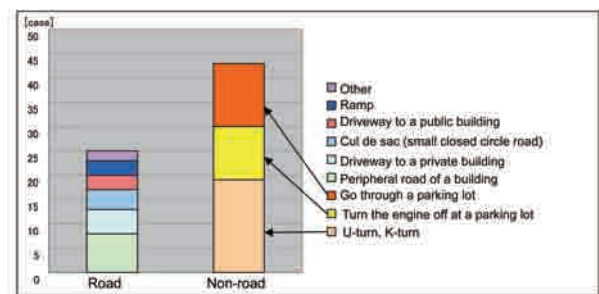 [case]
50
45
40
35
30
25
20
15
10
5
0
Road
Non-road
Other
Ramp
Driveway to a public building
Cul de sac (small closed circle road)
Driveway to a private building
Peripheral road of a building
Go through a parking lot
Turn the engine off at a parking lot
U-turn, K-turn